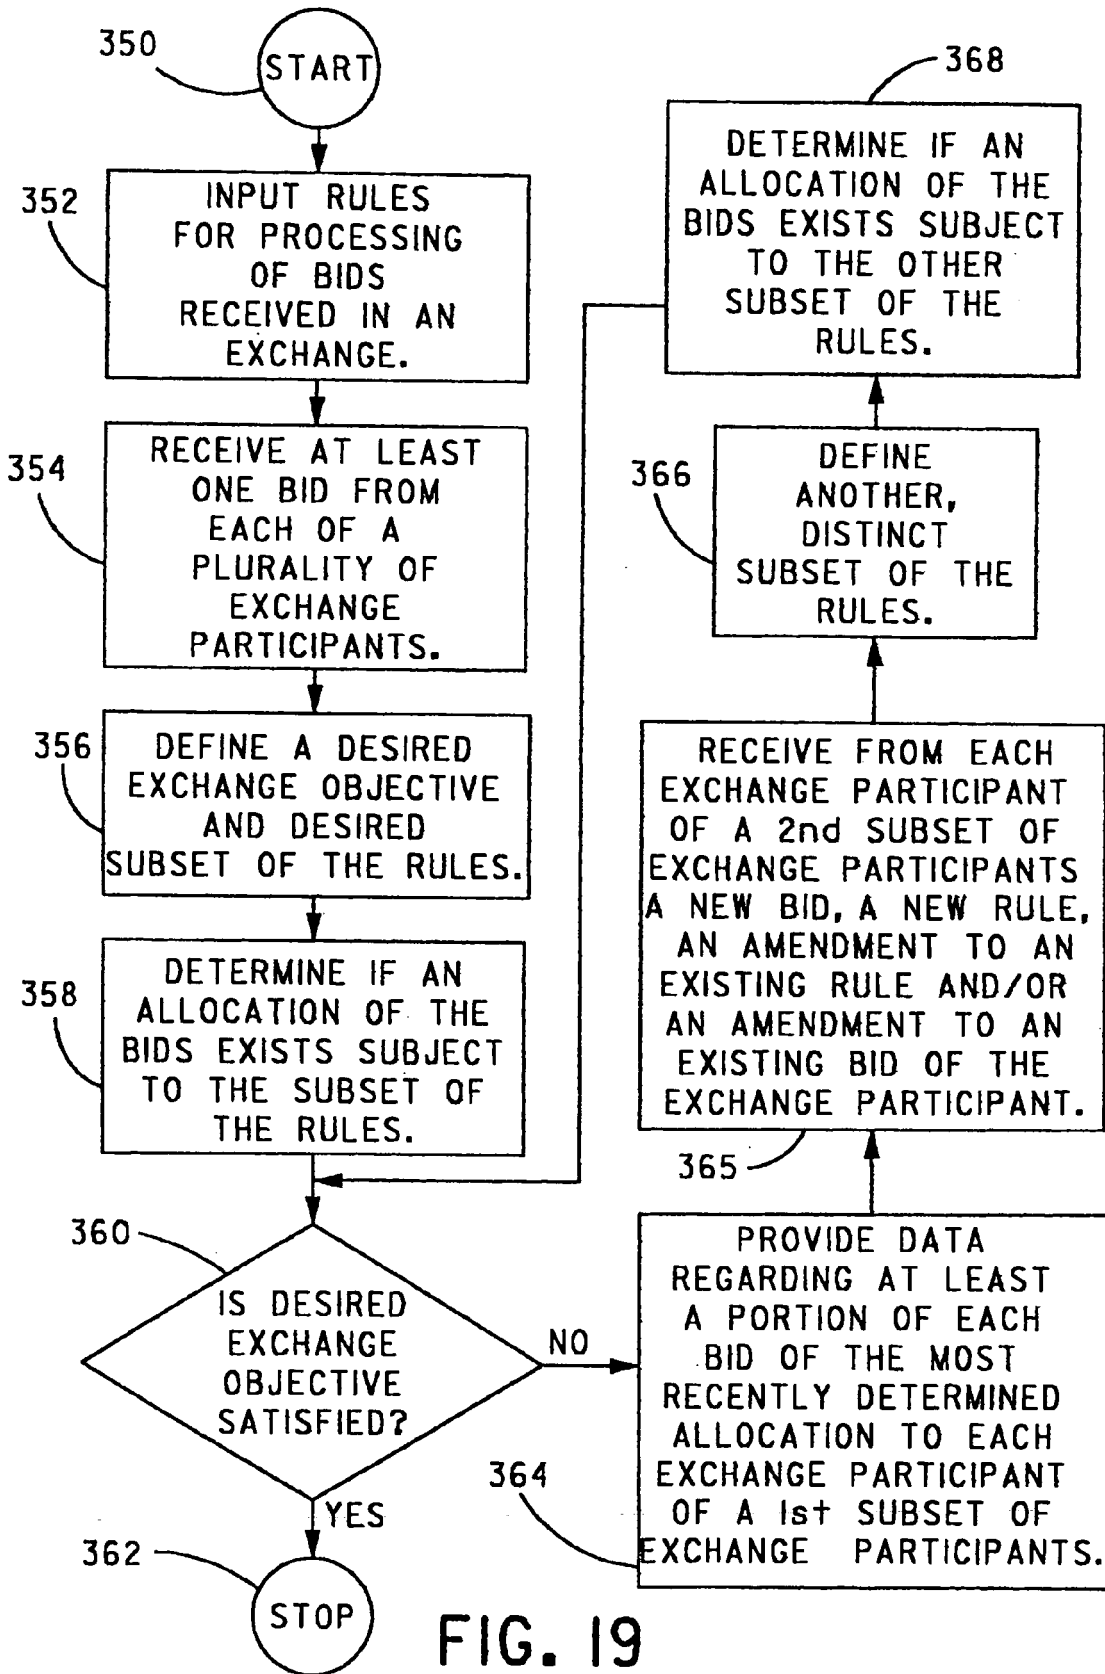 350
START
352
INPUT RULES
FOR PROCESSING
OF BIDS
RECEIVED IN AN
EXCHANGE.
354
RECEIVE AT LEAST
ONE BID FROM
EACH OF A
PLURALITY OF
EXCHANGE
PARTICIPANTS.
356
DEFINE A DESIRED
EXCHANGE OBJECTIVE
AND DESIRED
SUBSET OF THE RULES.
358
DETERMINE IF AN
ALLOCATION OF THE
BIDS EXISTS SUBJECT
TO THE SUBSET OF
THE RULES.
360
IS DESIRED
EXCHANGE
OBJECTIVE
SATISFIED?
NO
YES
362
STOP
364
PROVIDE DATA
REGARDING AT LEAST
A PORTION OF EACH
BID OF THE MOST
RECENTLY DETERMINED
ALLOCATION TO EACH
EXCHANGE PARTICIPANT
OF A 1st SUBSET OF
EXCHANGE PARTICIPANTS.
RECEIVE FROM EACH
EXCHANGE PARTICIPANT
OF A 2nd SUBSET OF
EXCHANGE PARTICIPANTS
A NEW BID, A NEW RULE,
AN AMENDMENT TO AN
EXISTING RULE AND/OR
AN AMENDMENT TO AN
EXISTING BID OF THE
EXCHANGE PARTICIPANT.
365
366
DEFINE
ANOTHER,
DISTINCT
SUBSET OF THE
RULES.
368
DETERMINE IF AN
ALLOCATION OF THE
BIDS EXISTS SUBJECT
TO THE OTHER
SUBSET OF THE
RULES.
FIG. 19